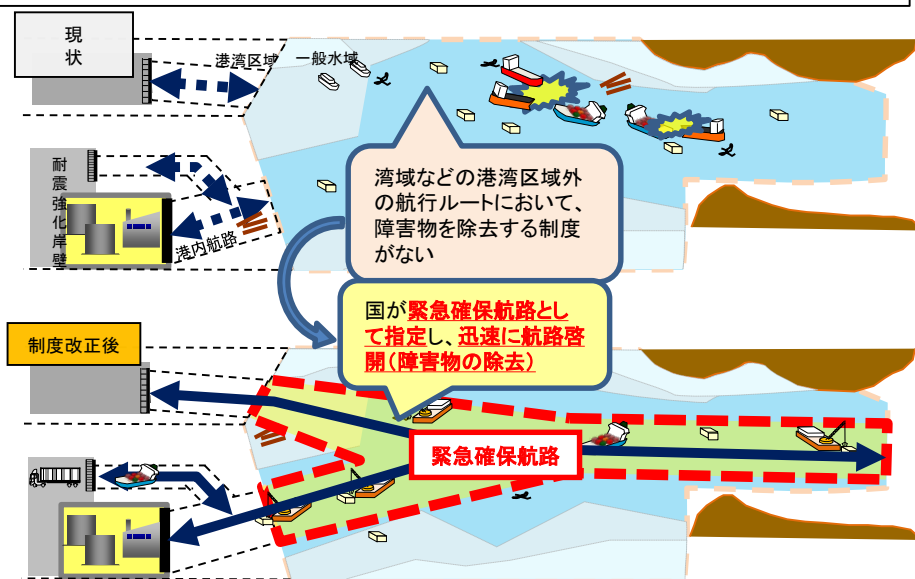 現
状
港湾区域
一般水域
耐震強化岸壁
港内航路
湾域などの港湾区域外
の航行ルートにおいて、
障害物を除去する制度
がない
国が緊急確保航路とし
て指定し、迅速に航路啓
開(障害物の除去)
制度改正後
緊急確保航路